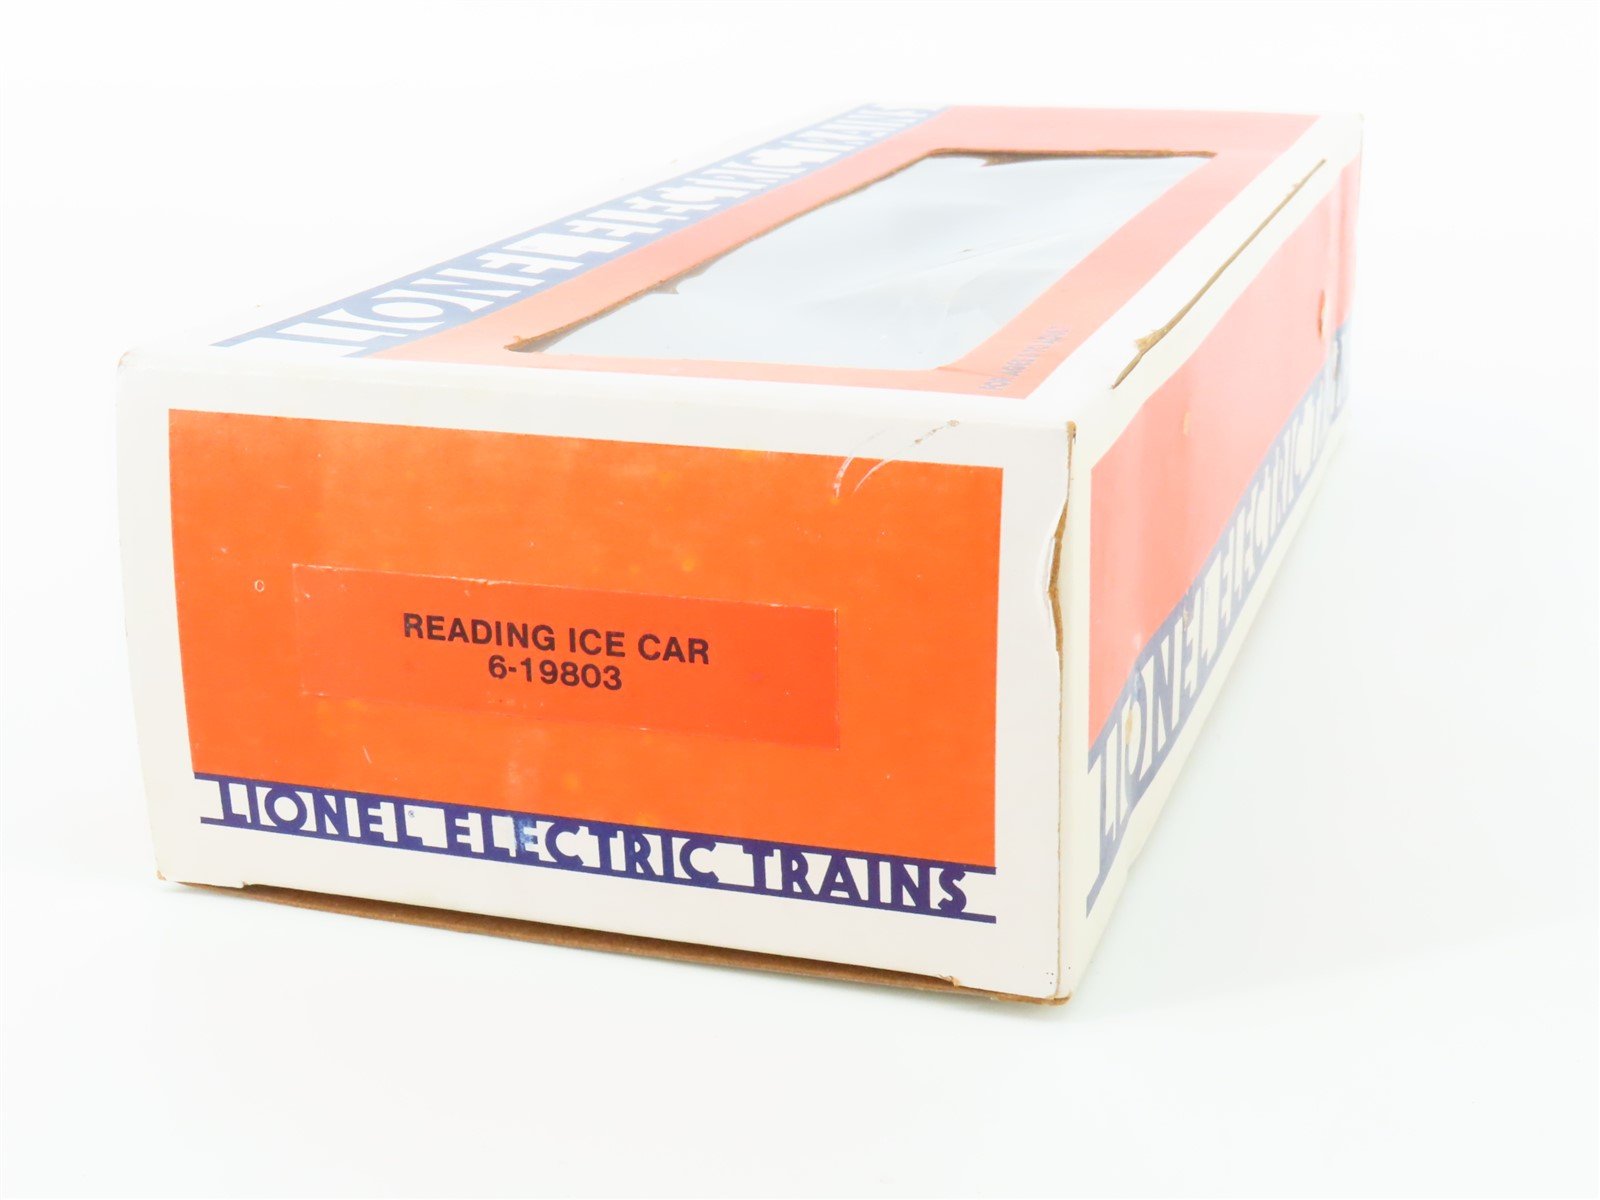 LIONEL ELECTRIC TRAINS
READING ICE CAR
6-19803
LIONEL® ELECTRIC TRAINS
LIONEL ELECTRIC TRAINS